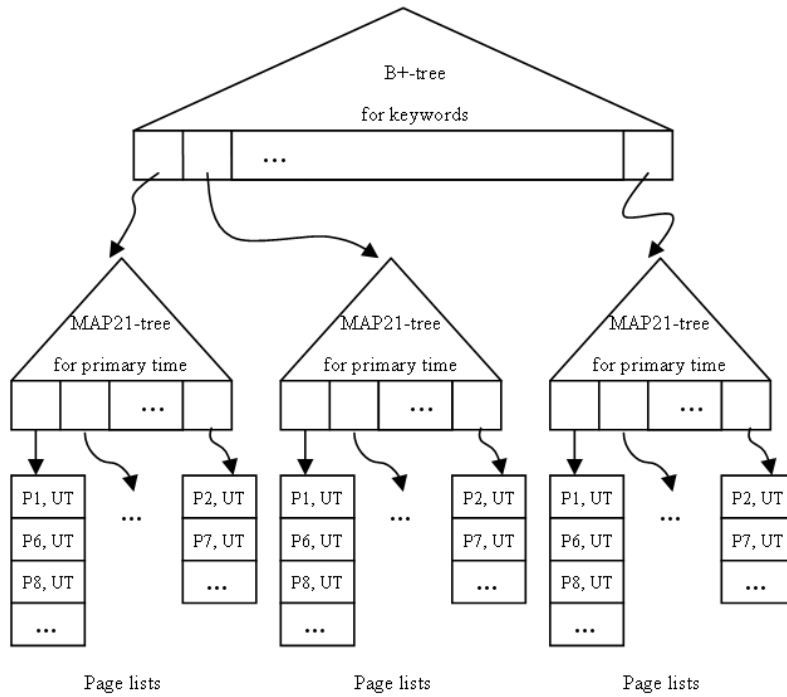 B+-tree
for keywords
...
MAP21-tree
for primary time
...
MAP21-tree
for primary time
...
MAP21-tree
for primary time
...
P1, UT
P6, UT
P8, UT
...
...
P2, UT
P7, UT
...
P1, UT
P6, UT
P8, UT
...
...
P2, UT
P7, UT
...
P1, UT
P6, UT
P8, UT
...
...
P2, UT
P7, UT
...
Page lists
Page lists
Page lists